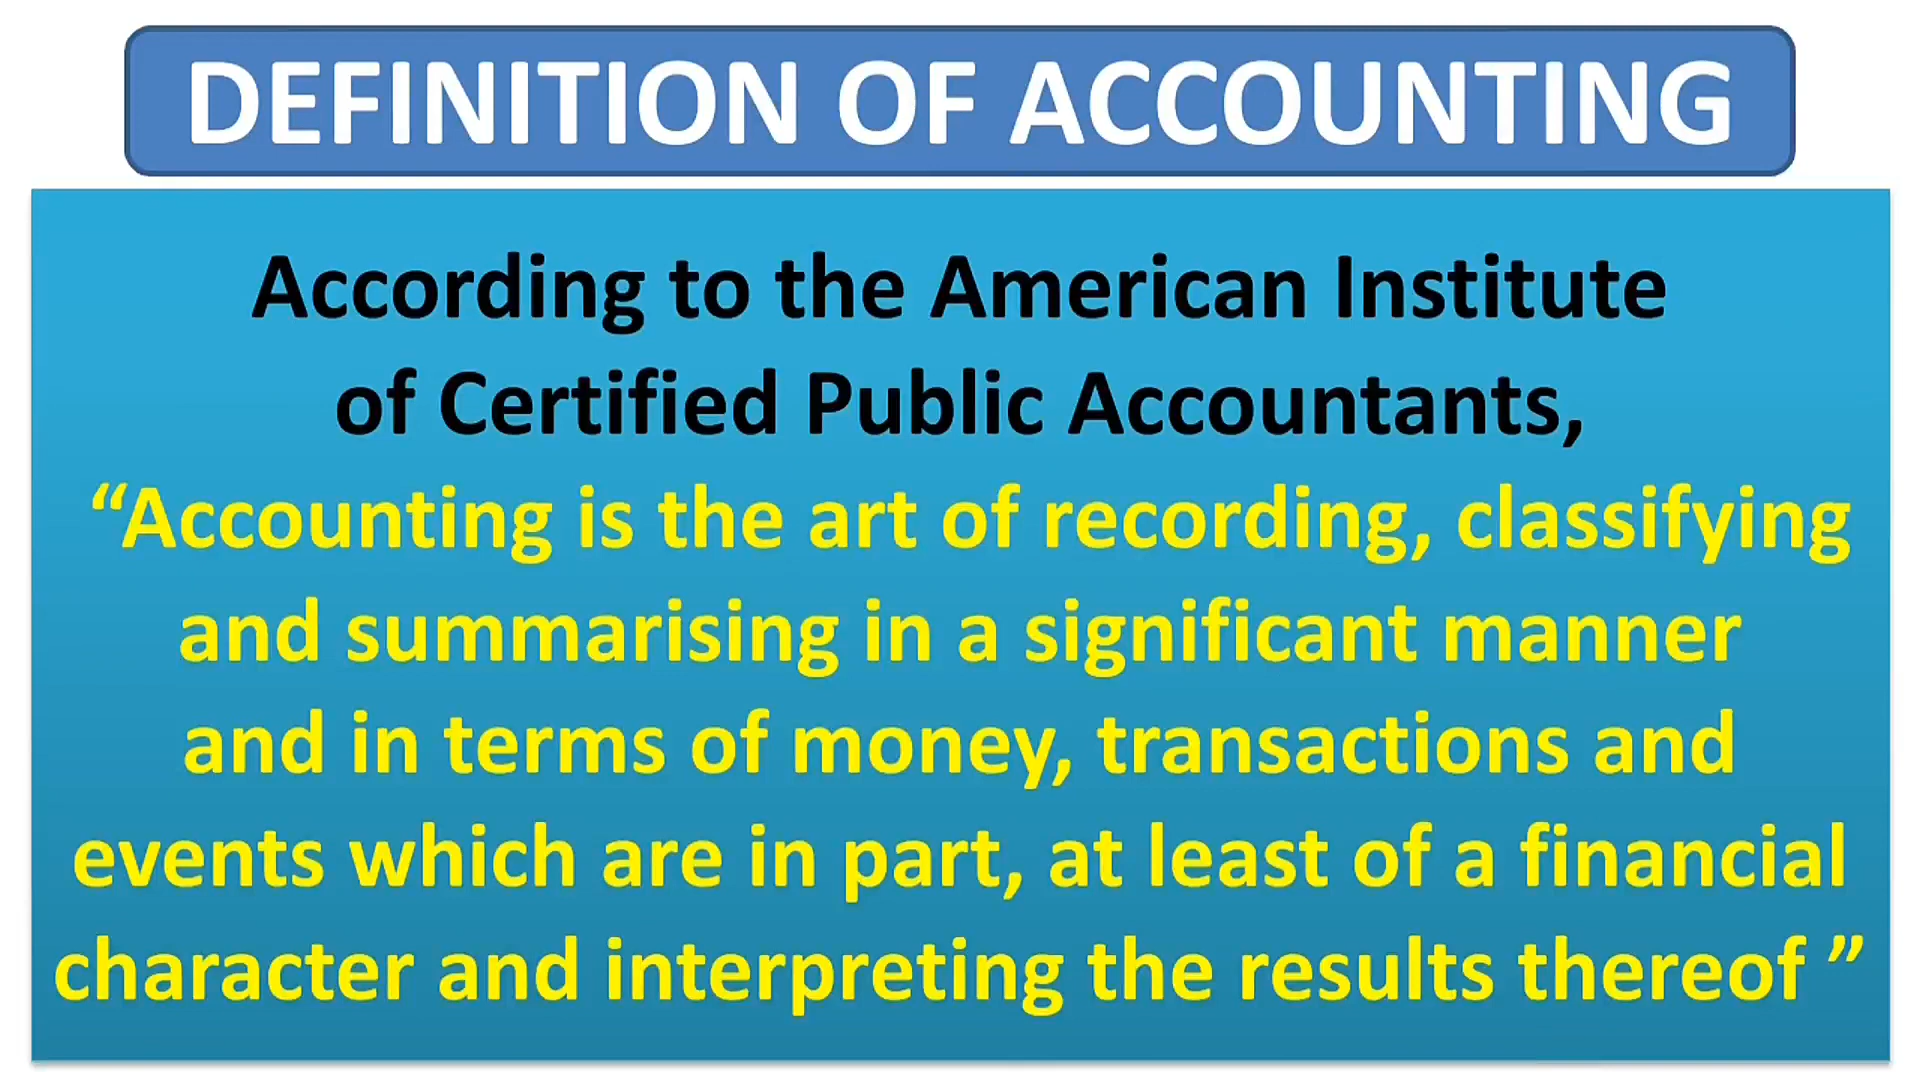 DEFINITION OF ACCOUNTING
According to the American Institute
of Certified Public Accountants,
“Accounting is the art of recording, classifying
and summarising in a significant manner
and in terms of money, transactions and
events which are in part, at least of a financial
character and interpreting the results thereof ”